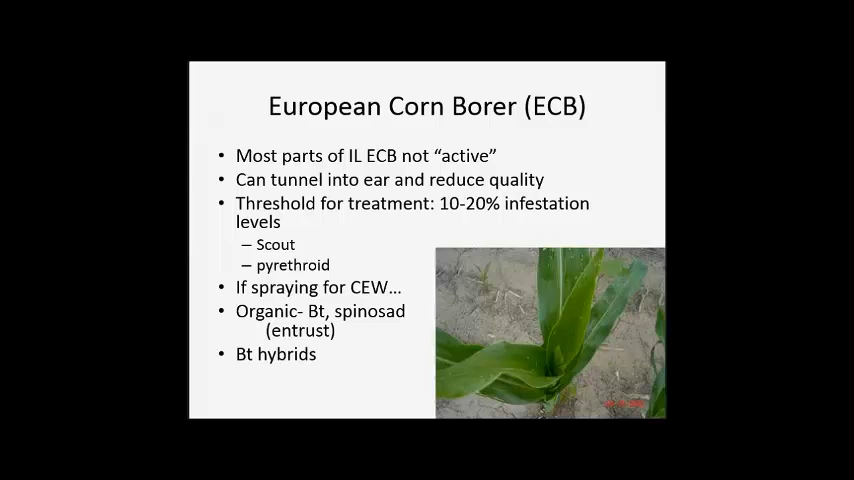 European Corn Borer (ECB)
• Most parts of IL ECB not “active”
• Can tunnel into ear and reduce quality
• Threshold for treatment: 10-20% infestation
levels
– Scout
– pyrethroid
• If spraying for CEW…
• Organic- Bt, spinosad
(entrust)
• Bt hybrids